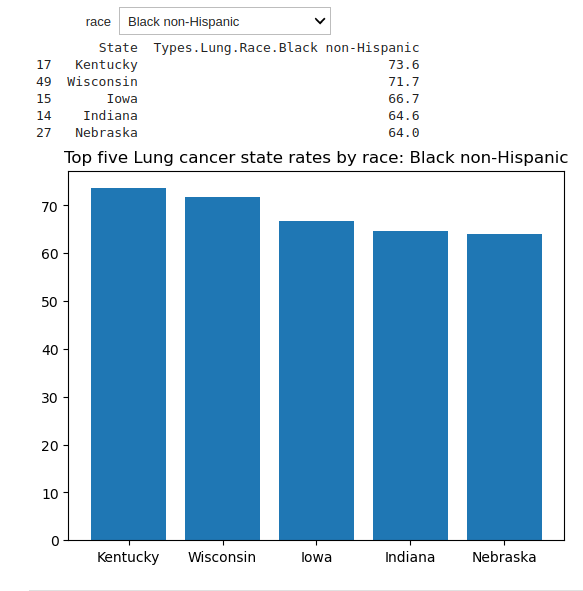 race Black non-Hispanic
State Types.Lung.Race.Black non-Hispanic
17 Kentucky 73.6
49 Wisconsin 71.7
15 Iowa 66.7
14 Indiana 64.6
27 Nebraska 64.0
Top five Lung cancer state rates by race: Black non-Hispanic
70
60
50
40
30
20
10
0
Kentucky Wisconsin Iowa Indiana Nebraska